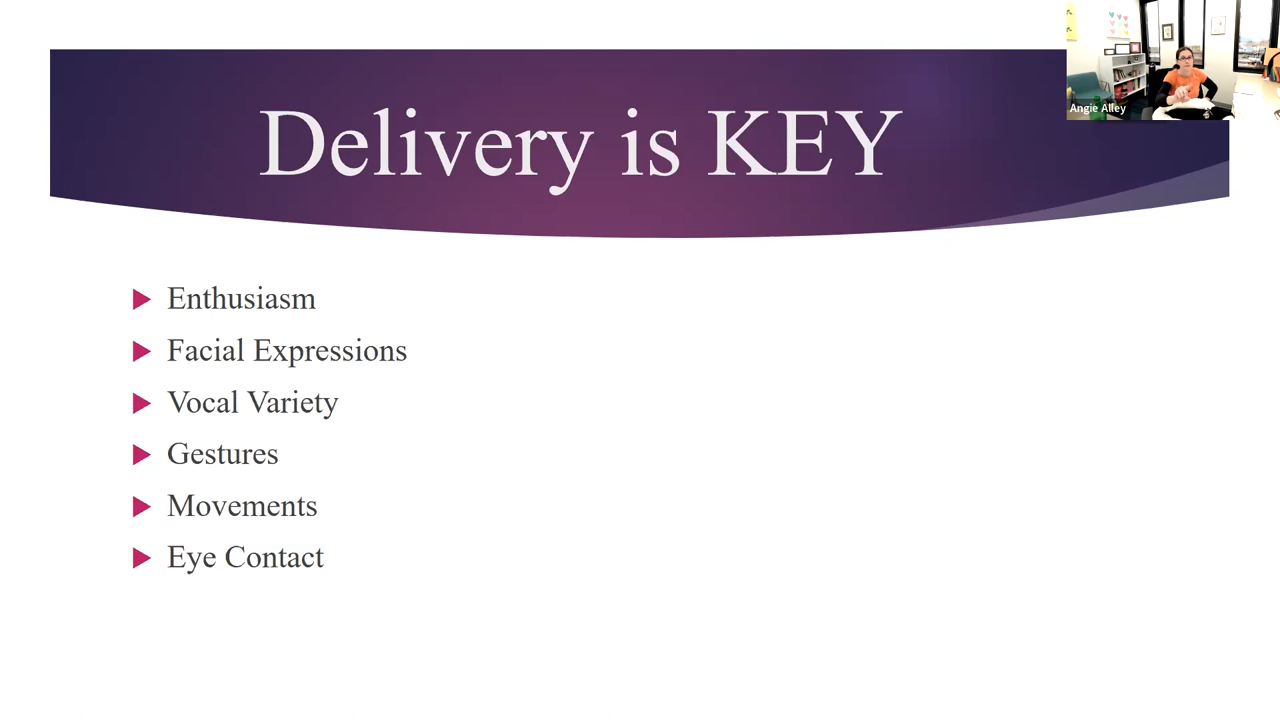 Delivery is KEY
Angie Alley
Enthusiasm
Facial Expressions
Vocal Variety
Gestures
Movements
Eye Contact